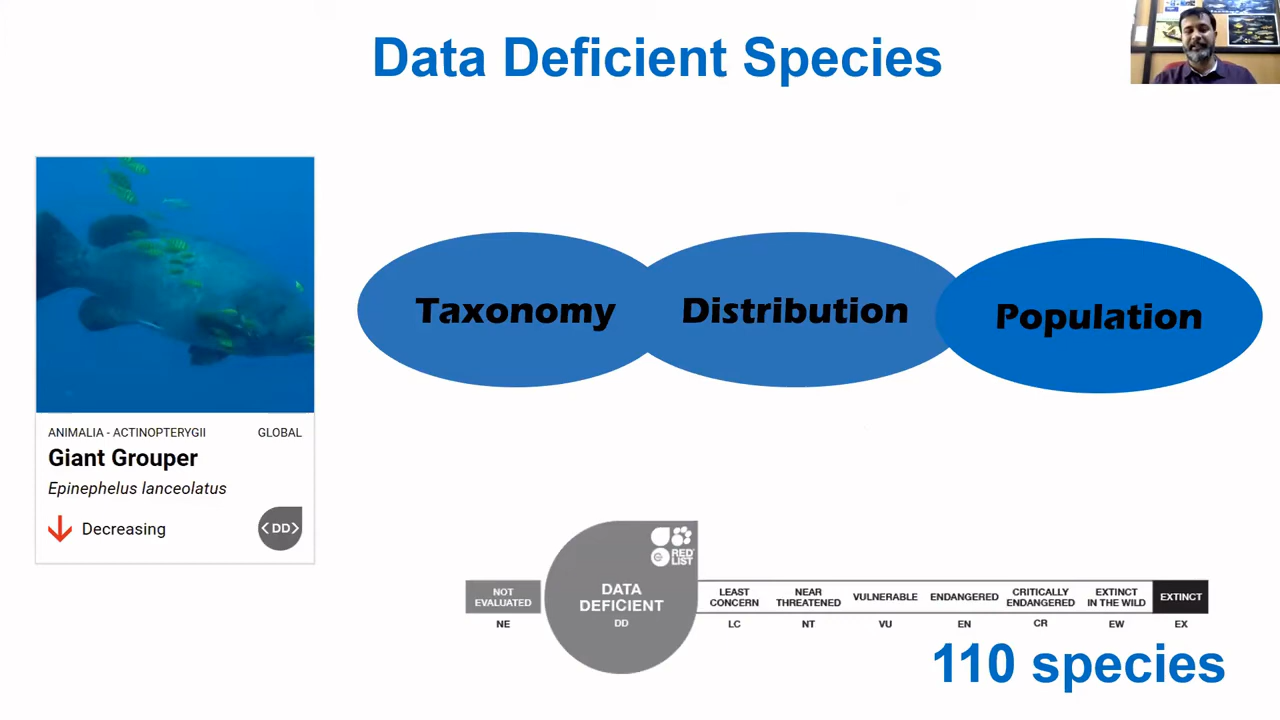 Data Deficient Species
Taxonomy
Distribution
Population
ANIMALIA - ACTINOPTERYGII GLOBAL
Giant Grouper
Epinephelus lanceolatus
Decreasing
<DD>
RED
LIST
NOT
EVALUATED
NE
DATA
DEFICIENT
DD
LEAST
CONCERN
LC
NEAR
THREATENED
NT
VULNERABLE
VU
ENDANGERED
EN
CRITICALLY
ENDANGERED
CR
EXTINCT
IN THE WILD
EW
EXTINCT
EX
110 species